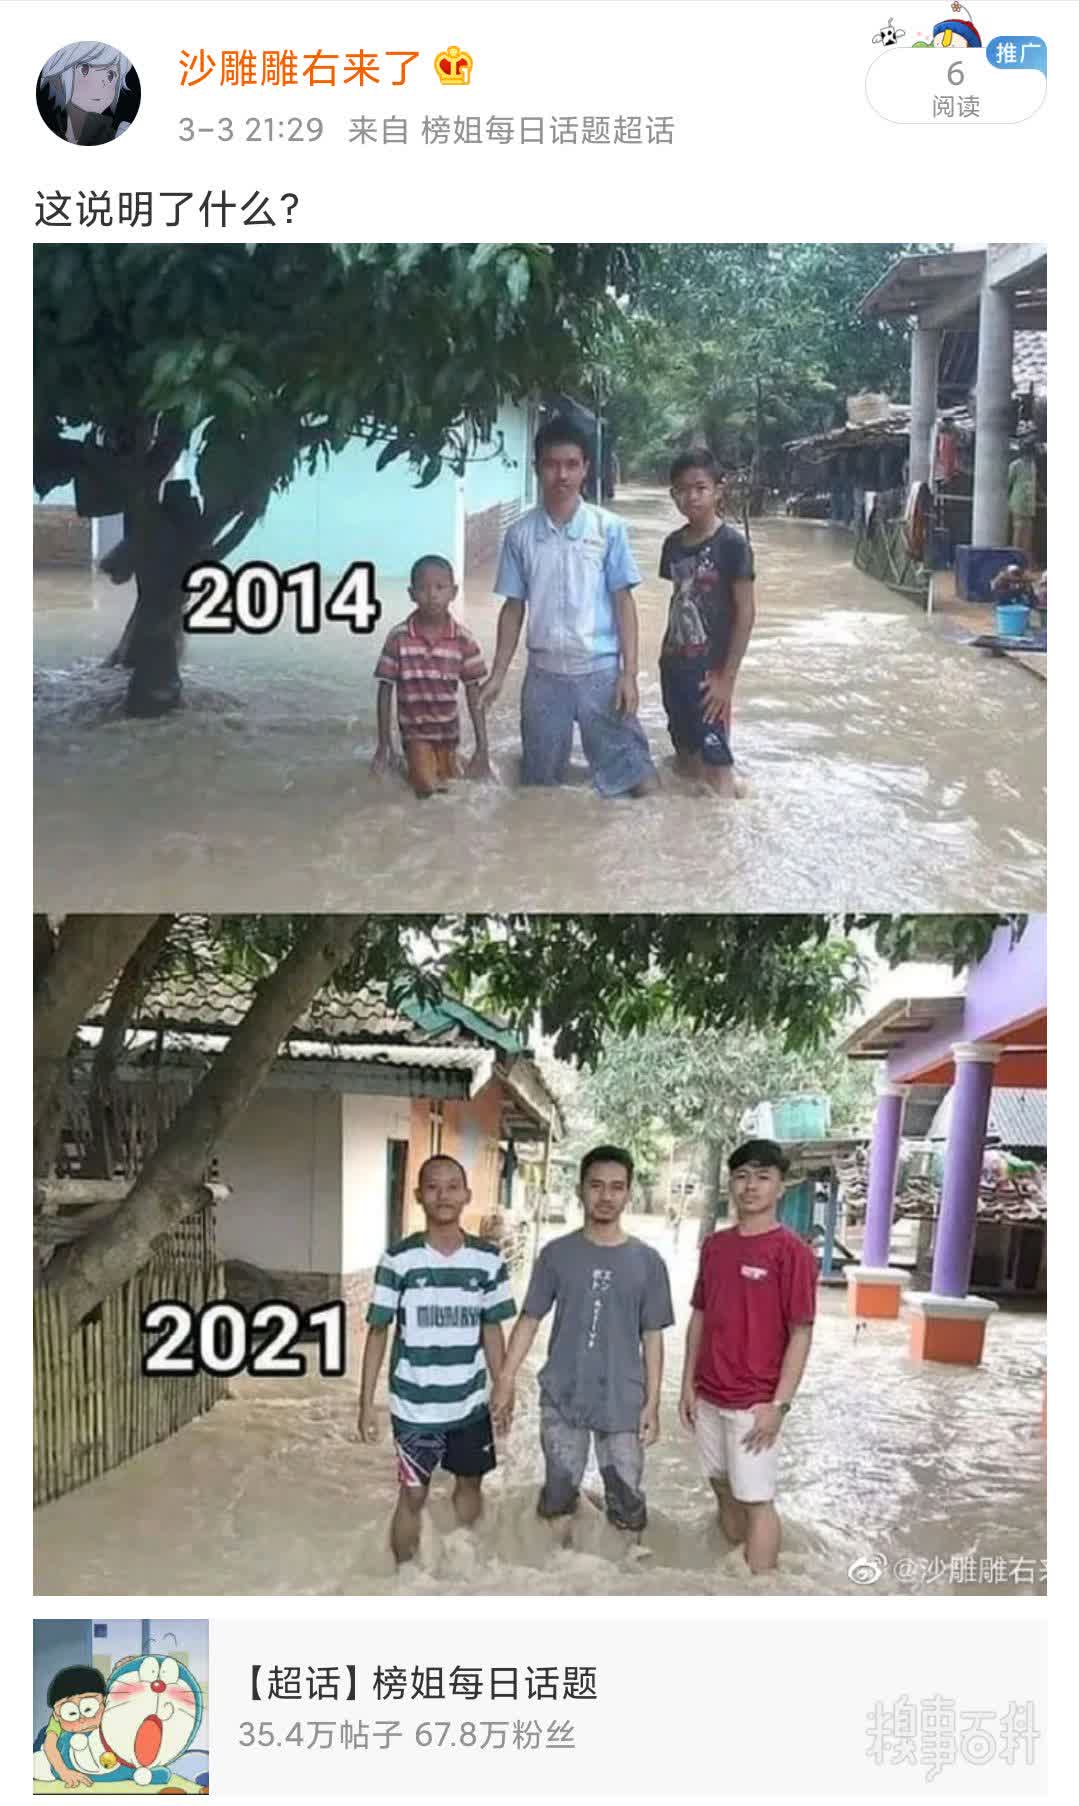 沙雕雕右来了
推广
6
阅读
3-3 21:29 来自 榜姐每日话题超话
这说明了什么?
2014
2021
@沙雕雕右来
【超话】榜姐每日话题
35.4万帖子 67.8万粉丝
糗事百科